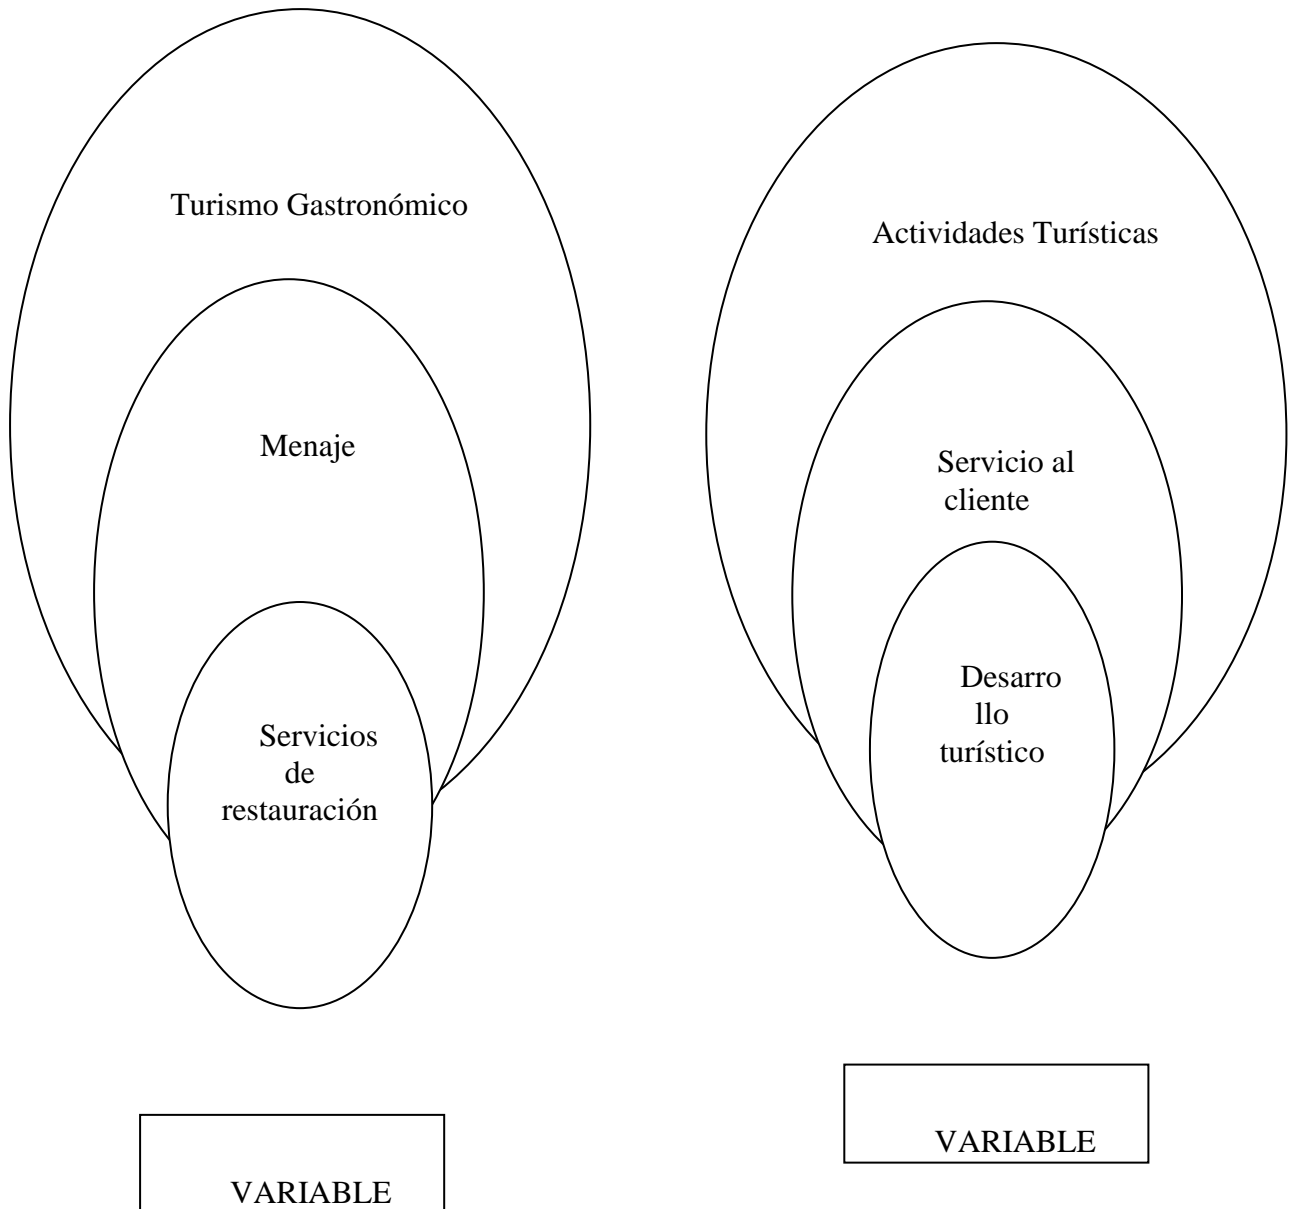 Turismo Gastronómico
Menaje
Servicios
de
restauración
VARIABLE
Actividades Turísticas
Servicio al
cliente
Desarro
llo
turístico
VARIABLE